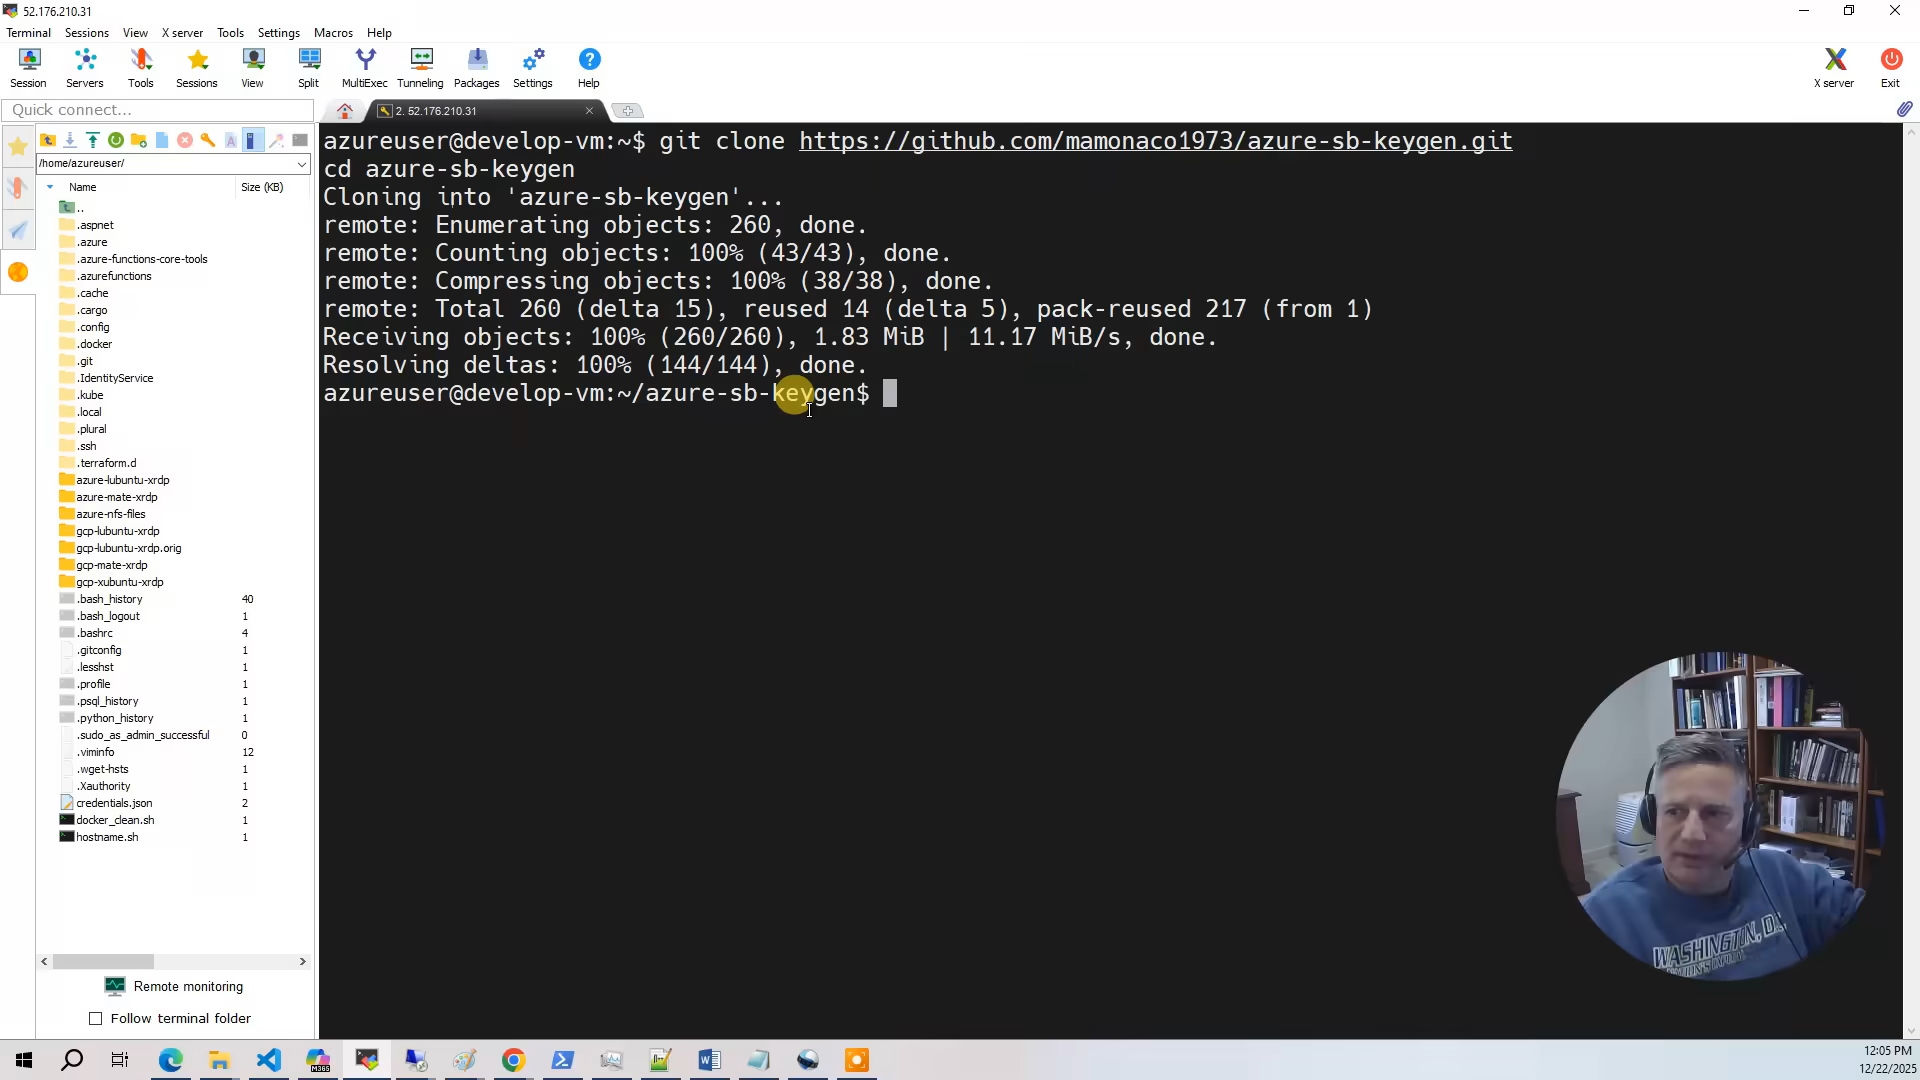 52.176.210.31
Terminal Sessions View X server Tools Settings Macros Help
Session Servers Tools Sessions View Split MultiExec Tunneling Packages Settings Help X server Exit
Quick connect...
2. 52.176.210.31
/home/azureuser/
Name Size (KB)
..
.aspnet
.azure
.azure-functions-core-tools
.azurefunctions
.cache
.cargo
.config
.docker
.git
.IdentityService
.kube
.local
.plural
.ssh
.terraform.d
azure-lubuntu-xrdp
azure-mate-xrdp
azure-nfs-files
gcp-lubuntu-xrdp
gcp-lubuntu-xrdp.orig
gcp-mate-xrdp
gcp-xubuntu-xrdp
.bash_history 40
.bash_logout 1
.bashrc 4
.gitconfig 1
.lesshst 1
.profile 1
.psql_history 1
.python_history 1
.sudo_as_admin_successful 0
.viminfo 12
.wget-hsts 1
.Xauthority 1
credentials.json 2
docker_clean.sh 1
hostname.sh 1
Remote monitoring
Follow terminal folder
azureuser@develop-vm:~$ git clone https://github.com/mamonaco1973/azure-sb-keygen.git
cd azure-sb-keygen
Cloning into 'azure-sb-keygen'...
remote: Enumerating objects: 260, done.
remote: Counting objects: 100% (43/43), done.
remote: Compressing objects: 100% (38/38), done.
remote: Total 260 (delta 15), reused 14 (delta 5), pack-reused 217 (from 1)
Receiving objects: 100% (260/260), 1.83 MiB | 11.17 MiB/s, done.
Resolving deltas: 100% (144/144), done.
azureuser@develop-vm:~/azure-sb-keygen$
WASHINGTON, D.C.
M365
12:05 PM
12/22/2025